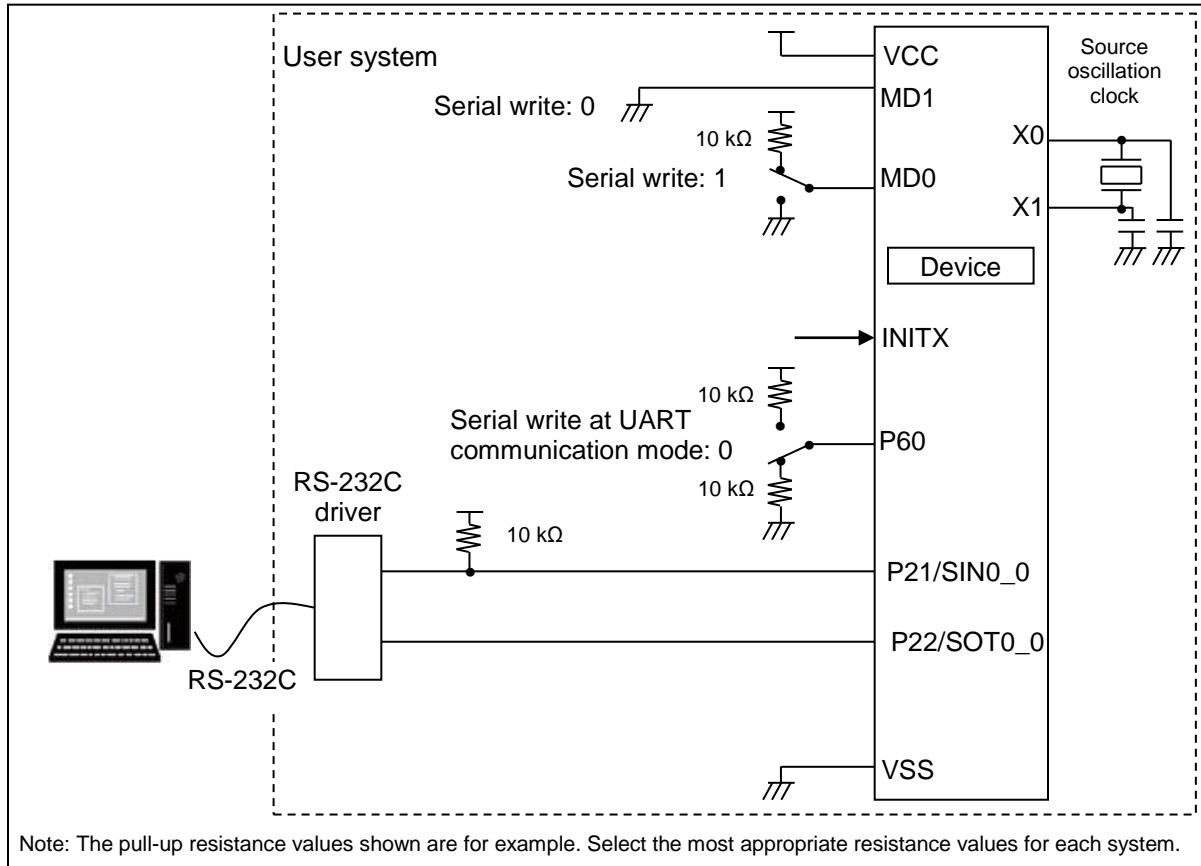 User system
VCC
Source
oscillation
clock
Serial write: 0
MD1
10 kΩ
X0
Serial write: 1
MD0
X1
Device
INITX
10 kΩ
Serial write at UART
communication mode: 0
P60
10 kΩ
RS-232C
driver
10 kΩ
P21/SIN0_0
P22/SOT0_0
RS-232C
VSS
Note: The pull-up resistance values shown are for example. Select the most appropriate resistance values for each system.